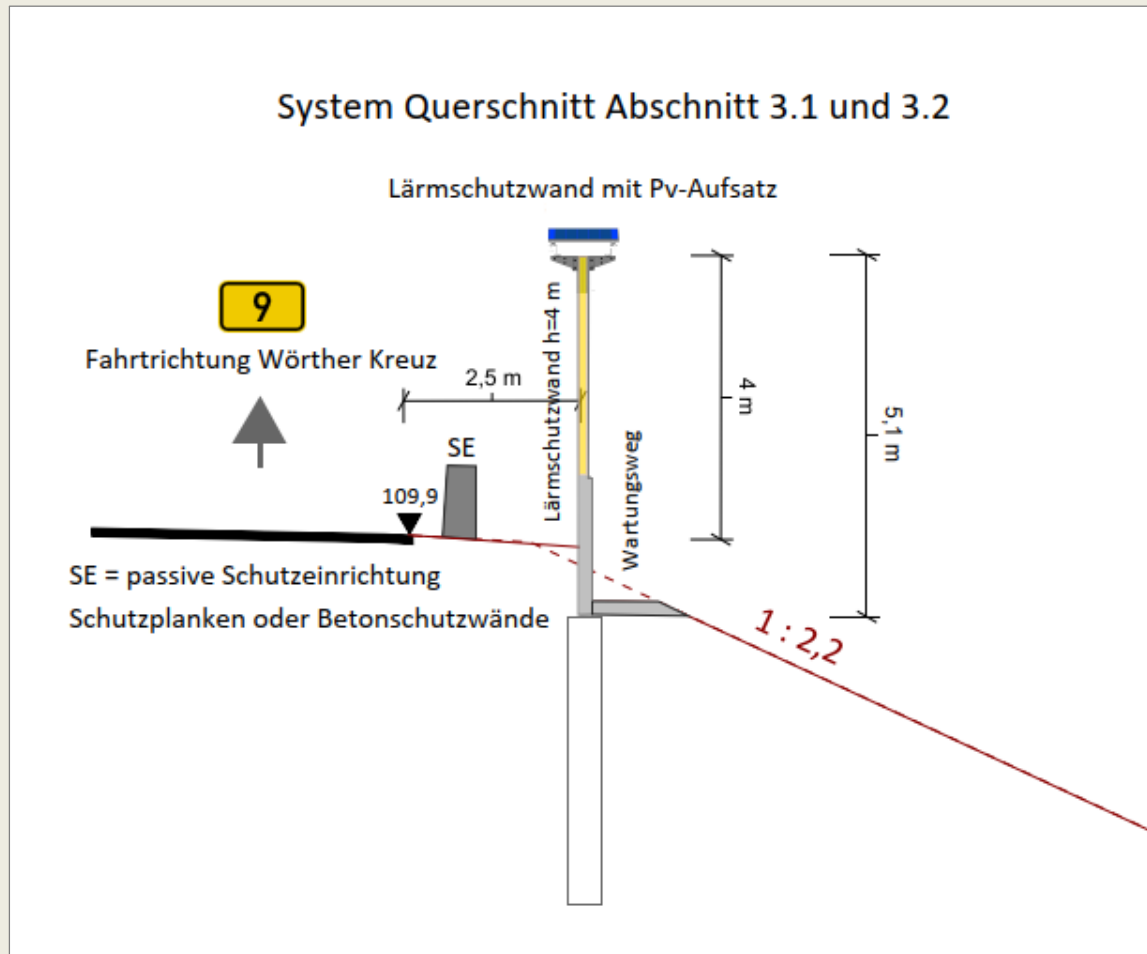 System Querschnitt Abschnitt 3.1 und 3.2
Lärmschutzwand mit Pv-Aufsatz
9
Fahrtrichtung Wörther Kreuz
2,5 m
Lärmschutzwand h=4 m
4 m
5,1 m
SE
109,9
Wartungsweg
SE = passive Schutzeinrichtung
Schutzplanken oder Betonschutzwände
1 : 2,2